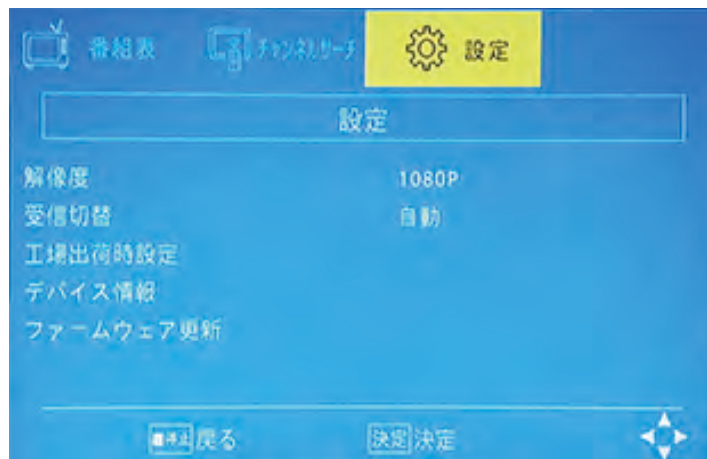 番組表 チャンネルサーチ 設定
設定
解像度 1080P
受信切替 自動
工場出荷時設定
デバイス情報
ファームウェア更新
■停止 戻る 決定 決定